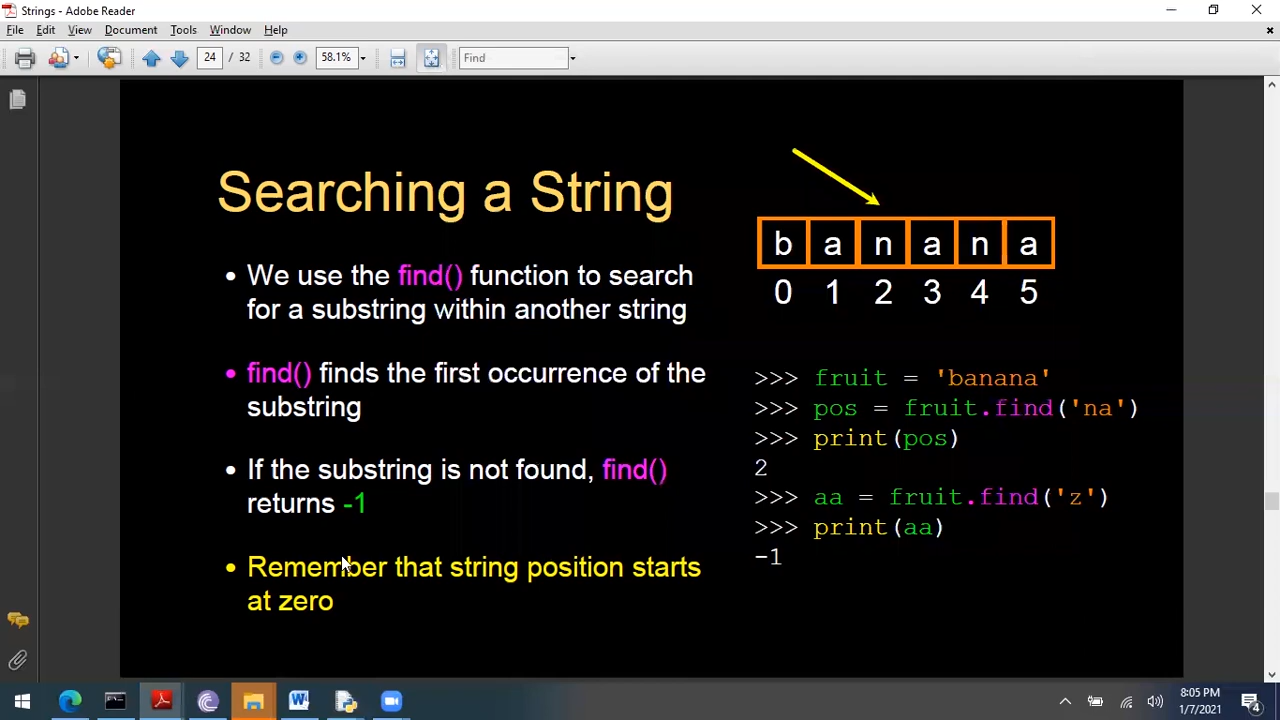 Strings - Adobe Reader
File Edit View Document Tools Window Help
24 / 32 58.1% Find
Searching a String
• We use the find() function to search
for a substring within another string
• find() finds the first occurrence of the
substring
• If the substring is not found, find()
returns -1
• Remember that string position starts
at zero
b a n a n a
0 1 2 3 4 5
>>> fruit = 'banana'
>>> pos = fruit.find('na')
>>> print(pos)
2
>>> aa = fruit.find('z')
>>> print(aa)
-1
8:05 PM
1/7/2021
4